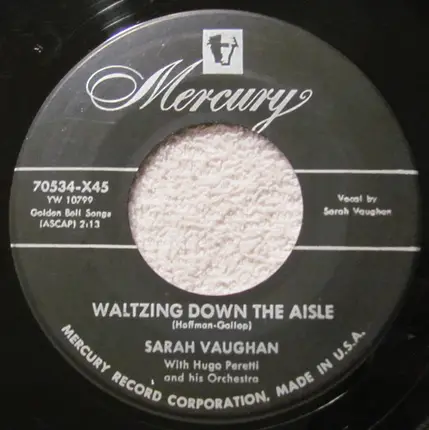 Mercury
70534-X45
YW 10799
Golden Bell Songs
(ASCAP) 2:13
Vocal by
Sarah Vaughan
WALTZING DOWN THE AISLE
(Hoffman-Gallop)
SARAH VAUGHAN
With Hugo Peretti
and his Orchestra
MERCURY RECORD CORPORATION, MADE IN U.S.A.